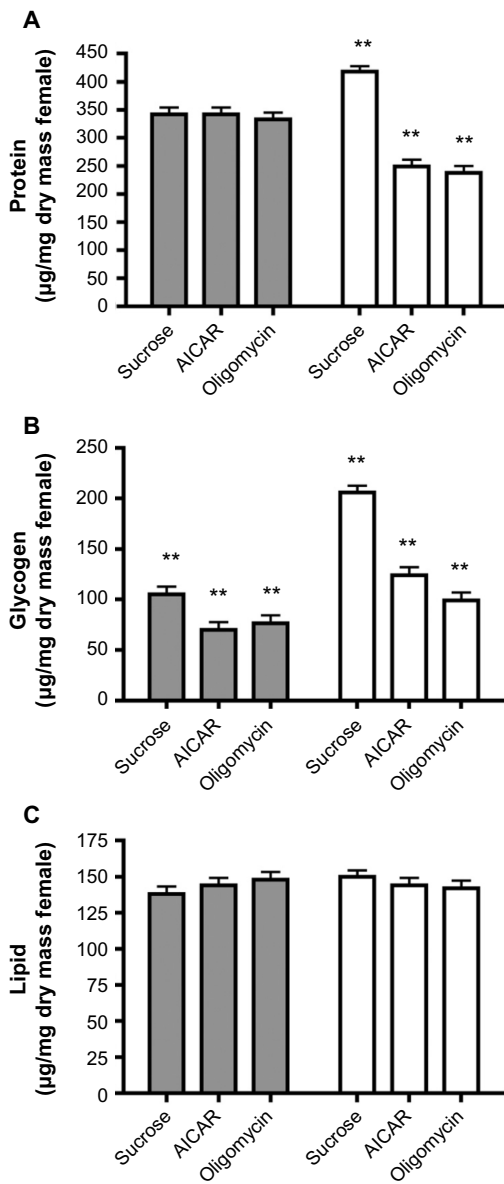 A
Protein
(µg/mg dry mass female)
450
400
350
300
250
200
150
100
50
0
**
**
**
Sucrose
AICAR
Oligomycin
Sucrose
AICAR
Oligomycin
B
Glycogen
(µg/mg dry mass female)
250
200
150
100
50
0
**
**
**
**
**
**
Sucrose
AICAR
Oligomycin
Sucrose
AICAR
Oligomycin
C
Lipid
(µg/mg dry mass female)
175
150
125
100
75
50
25
0
Sucrose
AICAR
Oligomycin
Sucrose
AICAR
Oligomycin